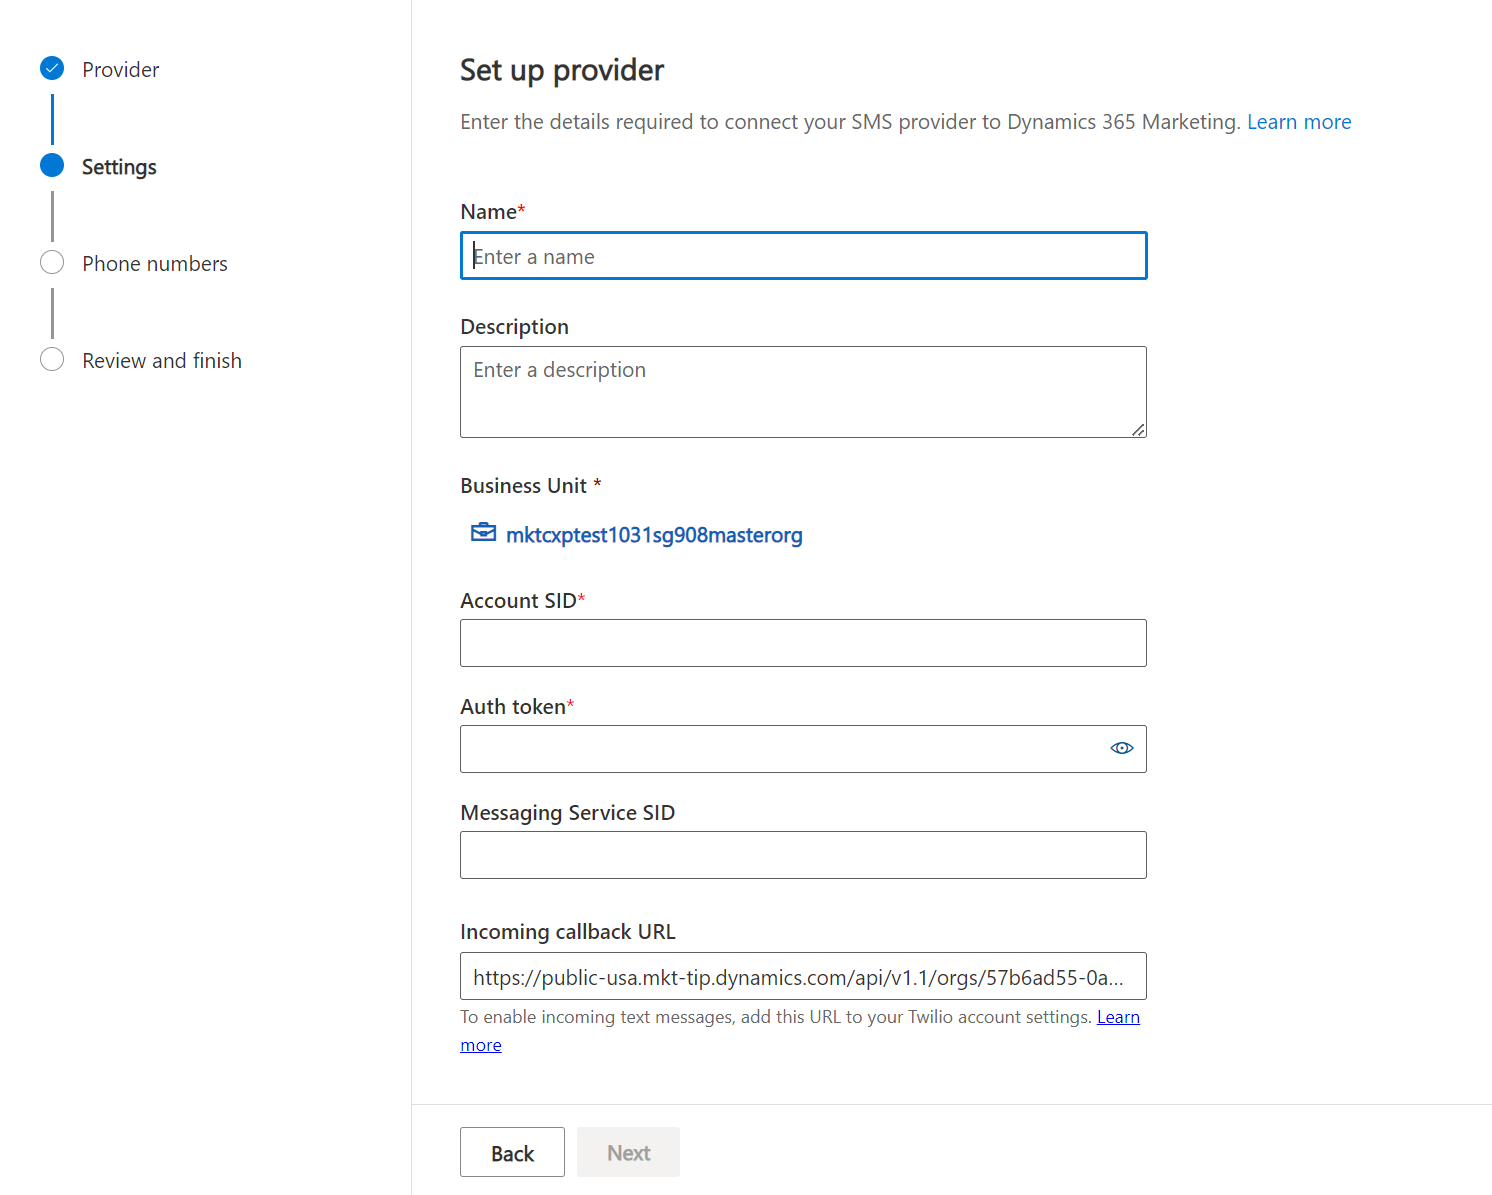 Provider
Settings
Phone numbers
Review and finish
Set up provider
Enter the details required to connect your SMS provider to Dynamics 365 Marketing. Learn more
Name*
Enter a name
Description
Enter a description
Business Unit *
mktcxptest1031sg908masterorg
Account SID*
Auth token*
Messaging Service SID
Incoming callback URL
https://public-usa.mkt-tip.dynamics.com/api/v1.1/orgs/57b6ad55-0a...
To enable incoming text messages, add this URL to your Twilio account settings. Learn
more
Back
Next